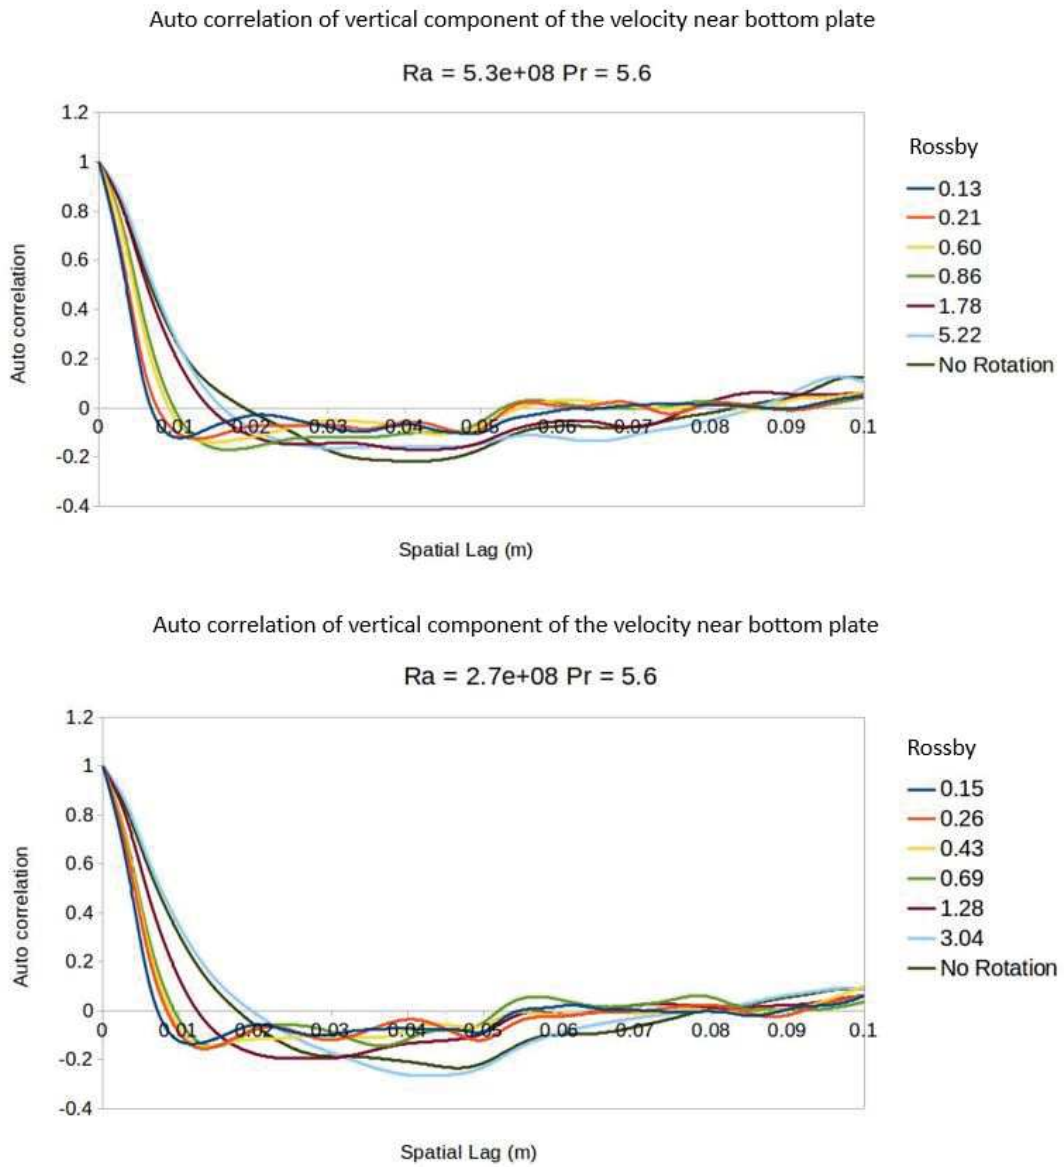 Auto correlation of vertical component of the velocity near bottom plate
Ra = 5.3e+08 Pr = 5.6
1.2
1
0.8
0.6
0.4
0.2
0
-0.2
-0.4
Auto correlation
0 0.01 0.02 0.03 0.04 0.05 0.06 0.07 0.08 0.09 0.1
Spatial Lag (m)
Rossby
0.13
0.21
0.60
0.86
1.78
5.22
No Rotation
Auto correlation of vertical component of the velocity near bottom plate
Ra = 2.7e+08 Pr = 5.6
1.2
1
0.8
0.6
0.4
0.2
0
-0.2
-0.4
Auto correlation
0 0.01 0.02 0.03 0.04 0.05 0.06 0.07 0.08 0.09 0.1
Spatial Lag (m)
Rossby
0.15
0.26
0.43
0.69
1.28
3.04
No Rotation